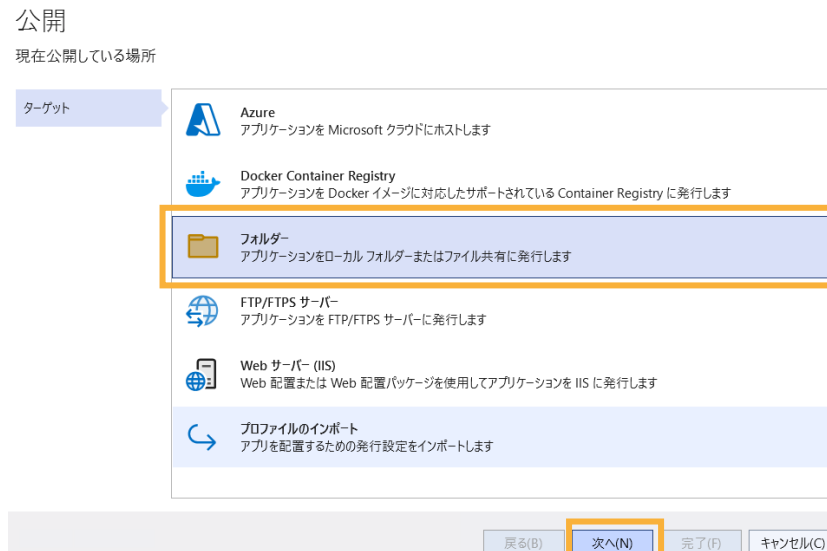 公開
現在公開している場所
ターゲット
Azure
アプリケーションを Microsoft クラウドにホストします
Docker Container Registry
アプリケーションを Docker イメージに対応したサポートされている Container Registry に発行します
フォルダー
アプリケーションをローカル フォルダーまたはファイル共有に発行します
FTP/FTPS サーバー
アプリケーションを FTP/FTPS サーバーに発行します
Web サーバー (IIS)
Web 配置または Web 配置パッケージを使用してアプリケーションを IIS に発行します
プロファイルのインポート
アプリを配置するための発行設定をインポートします
戻る(B) 次へ(N) 完了(F) キャンセル(C)